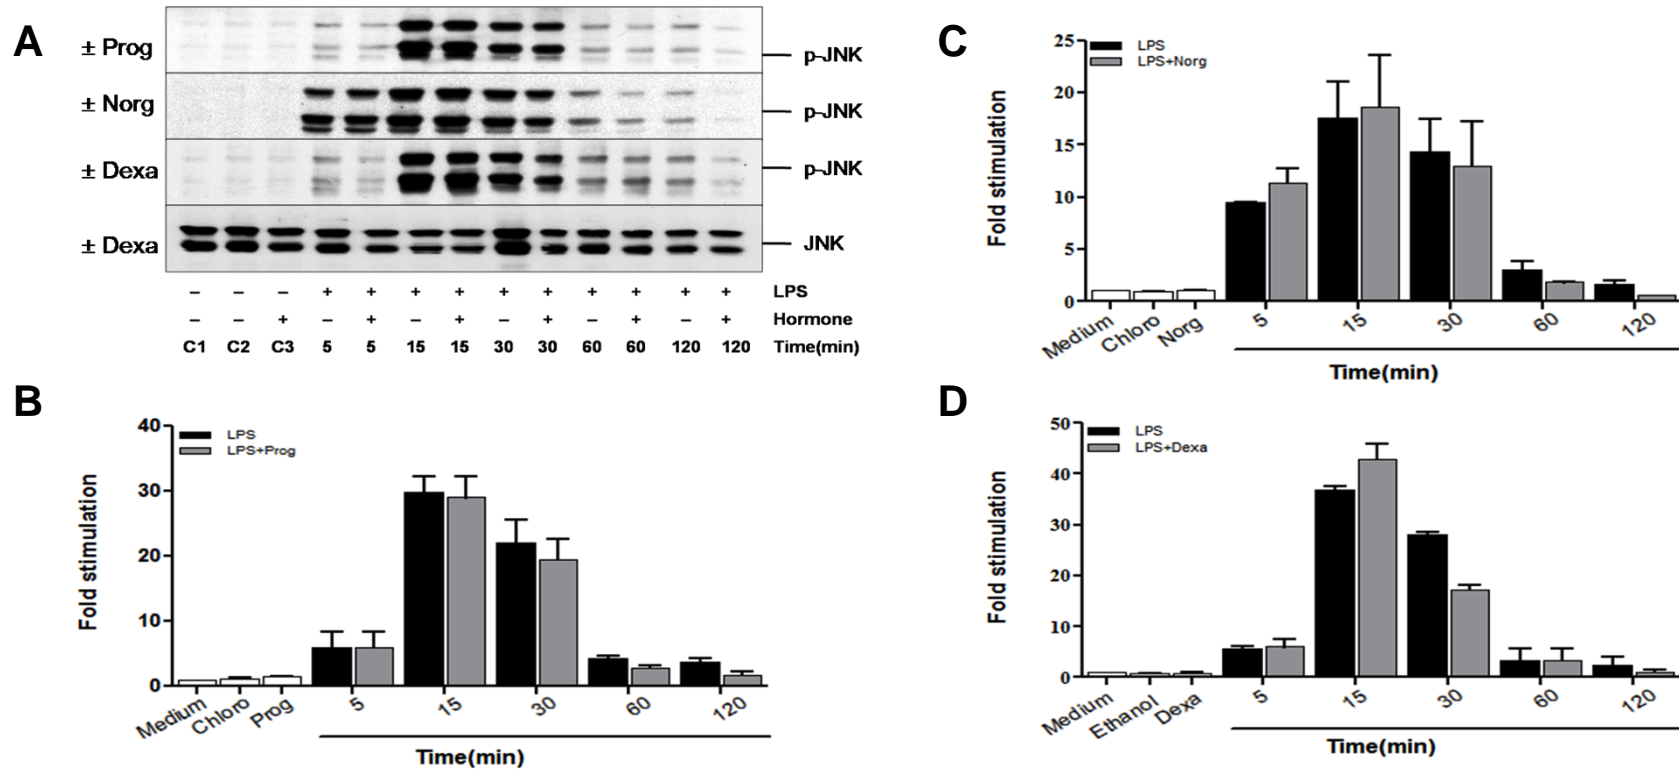 A
± Prog
p-JNK
± Norg
p-JNK
± Dexa
p-JNK
± Dexa
JNK
– – – + + + + + + + + + + LPS
– – + – + – + – + – + – + Hormone
C1 C2 C3 5 5 15 15 30 30 60 60 120 120 Time(min)
B
40
30
20
10
0
LPS
LPS+Prog
Fold stimulation
Medium Chloro Prog 5 15 30 60 120
Time(min)
C
25
20
15
10
5
0
LPS
LPS+Norg
Fold stimulation
Medium Chloro Norg 5 15 30 60 120
Time(min)
D
50
40
30
20
10
0
LPS
LPS+Dexa
Fold stimulation
Medium Ethanol Dexa 5 15 30 60 120
Time(min)